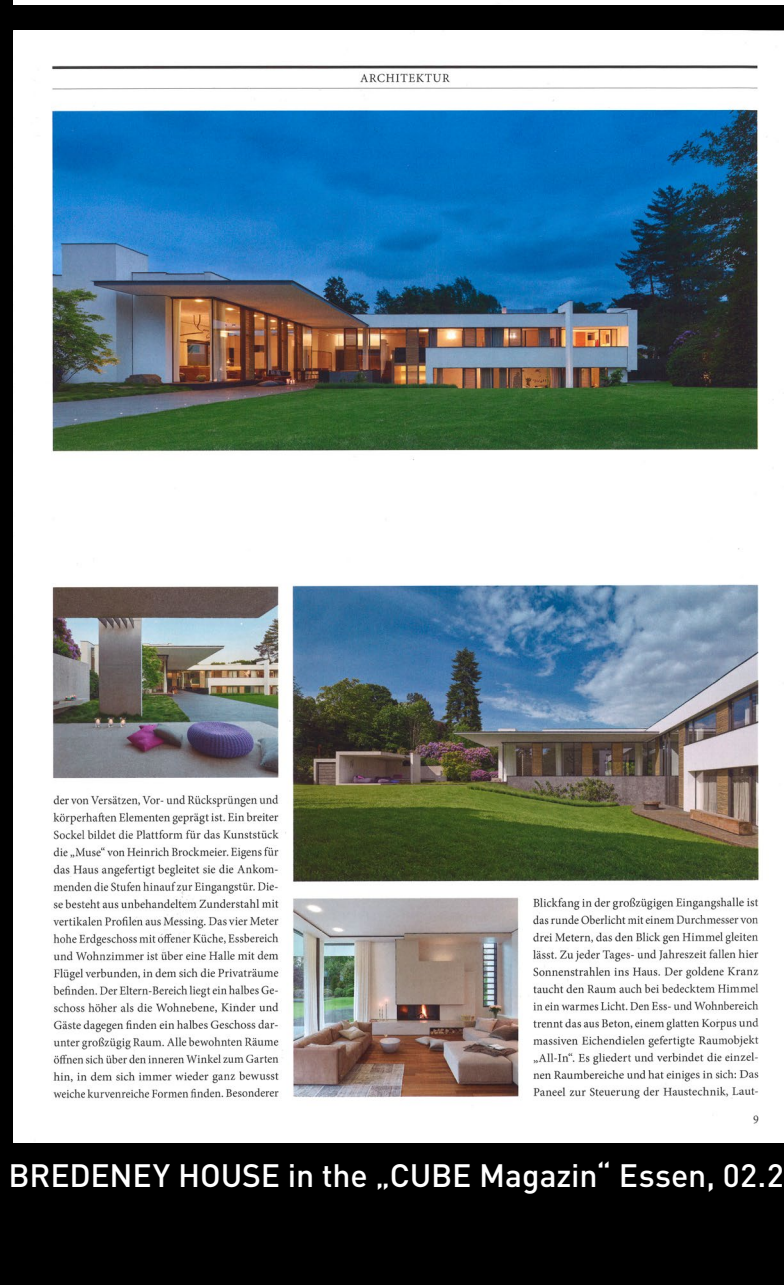 ARCHITEKTUR
der von Versätzen, Vor- und Rücksprüngen und
körperhaften Elementen geprägt ist. Ein breiter
Sockel bildet die Plattform für das Kunststück
die „Muse“ von Heinrich Brockmeier. Eigens für
das Haus angefertigt begleitet sie die Ankom-
menden die Stufen hinauf zur Eingangstür. Die-
se besteht aus unbehandeltem Zunderstahl mit
vertikalen Profilen aus Messing. Das vier Meter
hohe Erdgeschoss mit offener Küche, Essbereich
und Wohnzimmer ist über eine Halle mit dem
Flügel verbunden, in dem sich die Privaträume
befinden. Der Eltern-Bereich liegt ein halbes Ge-
schoss höher als die Wohnebene, Kinder und
Gäste dagegen finden ein halbes Geschoss dar-
unter großzügig Raum. Alle bewohnten Räume
öffnen sich über den inneren Winkel zum Garten
hin, in dem sich immer wieder ganz bewusst
weiche kurvenreiche Formen finden. Besonderer
Blickfang in der großzügigen Eingangshalle ist
das runde Oberlicht mit einem Durchmesser von
drei Metern, das den Blick gen Himmel gleiten
lässt. Zu jeder Tages- und Jahreszeit fallen hier
Sonnenstrahlen ins Haus. Der goldene Kranz
taucht den Raum auch bei bedecktem Himmel
in ein warmes Licht. Den Ess- und Wohnbereich
trennt das aus Beton, einem glatten Korpus und
massiven Eichendielen gefertigte Raumobjekt
„All-In“. Es gliedert und verbindet die einzel-
nen Raumbereiche und hat einiges in sich: Das
Paneel zur Steuerung der Haustechnik, Laut-
9
BREDENEY HOUSE in the „CUBE Magazin“ Essen, 02.2